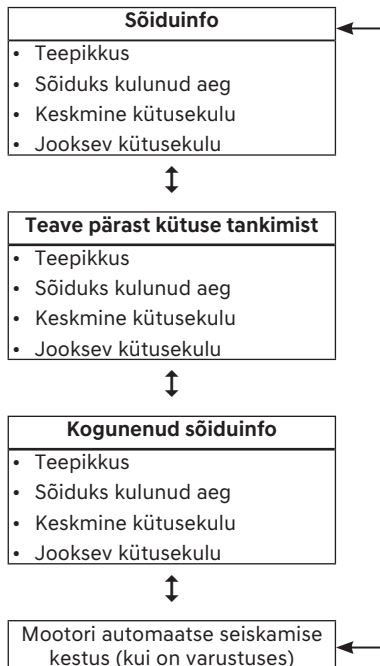 Sõiduinfo
• Teepikkus
• Sõiduks kulunud aeg
• Keskmine kütusekulu
• Jooksev kütusekulu
Teave pärast kütuse tankimist
• Teepikkus
• Sõiduks kulunud aeg
• Keskmine kütusekulu
• Jooksev kütusekulu
Kogunenud sõiduinfo
• Teepikkus
• Sõiduks kulunud aeg
• Keskmine kütusekulu
• Jooksev kütusekulu
Mootori automaatse seiskamise
kestus (kui on varustuses)